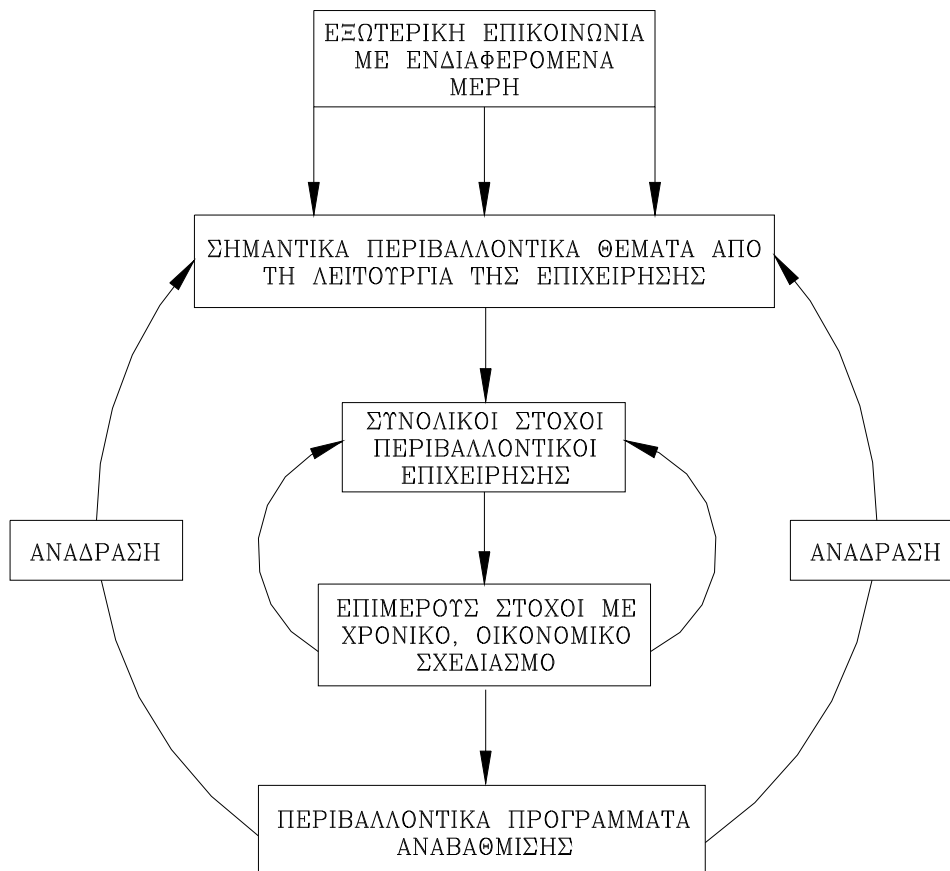 ΕΞΩΤΕΡΙΚΗ ΕΠΙΚΟΙΝΩΝΙΑ
ΜΕ ΕΝΔΙΑΦΕΡΟΜΕΝΑ
ΜΕΡΗ
ΣΗΜΑΝΤΙΚΑ ΠΕΡΙΒΑΛΛΟΝΤΙΚΑ ΘΕΜΑΤΑ ΑΠΟ
ΤΗ ΛΕΙΤΟΥΡΓΙΑ ΤΗΣ ΕΠΙΧΕΙΡΗΣΗΣ
ΣΥΝΟΛΙΚΟΙ ΣΤΟΧΟΙ
ΠΕΡΙΒΑΛΛΟΝΤΙΚΟΙ
ΕΠΙΧΕΙΡΗΣΗΣ
ΑΝΑΔΡΑΣΗ
ΑΝΑΔΡΑΣΗ
ΕΠΙΜΕΡΟΥΣ ΣΤΟΧΟΙ ΜΕ
ΧΡΟΝΙΚΟ, ΟΙΚΟΝΟΜΙΚΟ
ΣΧΕΔΙΑΣΜΟ
ΠΕΡΙΒΑΛΛΟΝΤΙΚΑ ΠΡΟΓΡΑΜΜΑΤΑ
ΑΝΑΒΑΘΜΙΣΗΣ